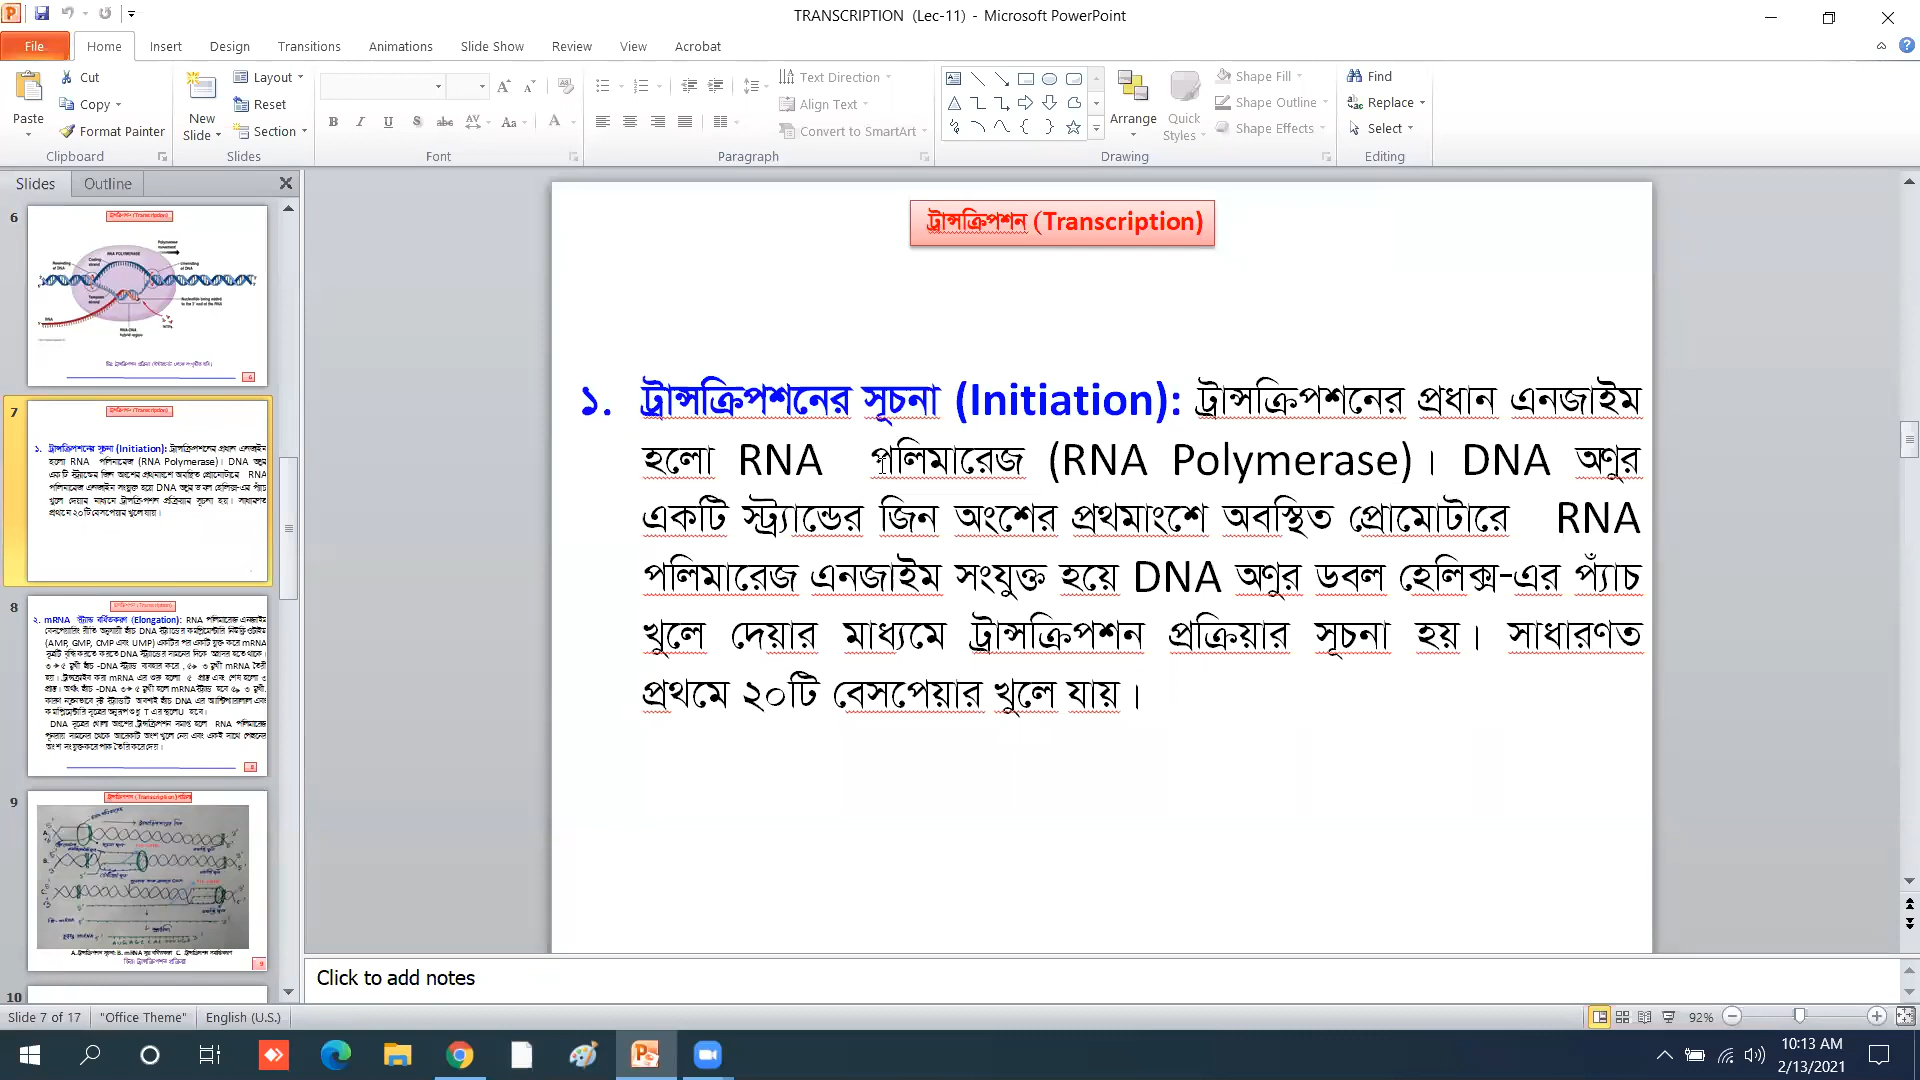 TRANSCRIPTION (Lec-11) - Microsoft PowerPoint
File Home Insert Design Transitions Animations Slide Show Review View Acrobat
Paste
Cut
Copy
Format Painter
Clipboard
New Slide
Layout
Reset
Section
Slides
Font
Text Direction
Align Text
Convert to SmartArt
Paragraph
Arrange
Quick Styles
Shape Fill
Shape Outline
Shape Effects
Drawing
Find
Replace
Select
Editing
Slides Outline
6
7
8
9
10
ট্রান্সক্রিপশন (Transcription)
১. ট্রান্সক্রিপশনের সূচনা (Initiation): ট্রান্সক্রিপশনের প্রধান এনজাইম
হলো RNA পলিমারেজ (RNA Polymerase)। DNA অণুর
একটি স্ট্র্যান্ডের জিন অংশের প্রথমাংশে অবস্থিত প্রোমোটারে RNA
পলিমারেজ এনজাইম সংযুক্ত হয়ে DNA অণুর ডবল হেলিক্স-এর প্যাঁচ
খুলে দেয়ার মাধ্যমে ট্রান্সক্রিপশন প্রক্রিয়ার সূচনা হয়। সাধারণত
প্রথমে ২০টি বেসপেয়ার খুলে যায়।
Click to add notes
Slide 7 of 17 "Office Theme" English (U.S.) 92%
10:13 AM
2/13/2021